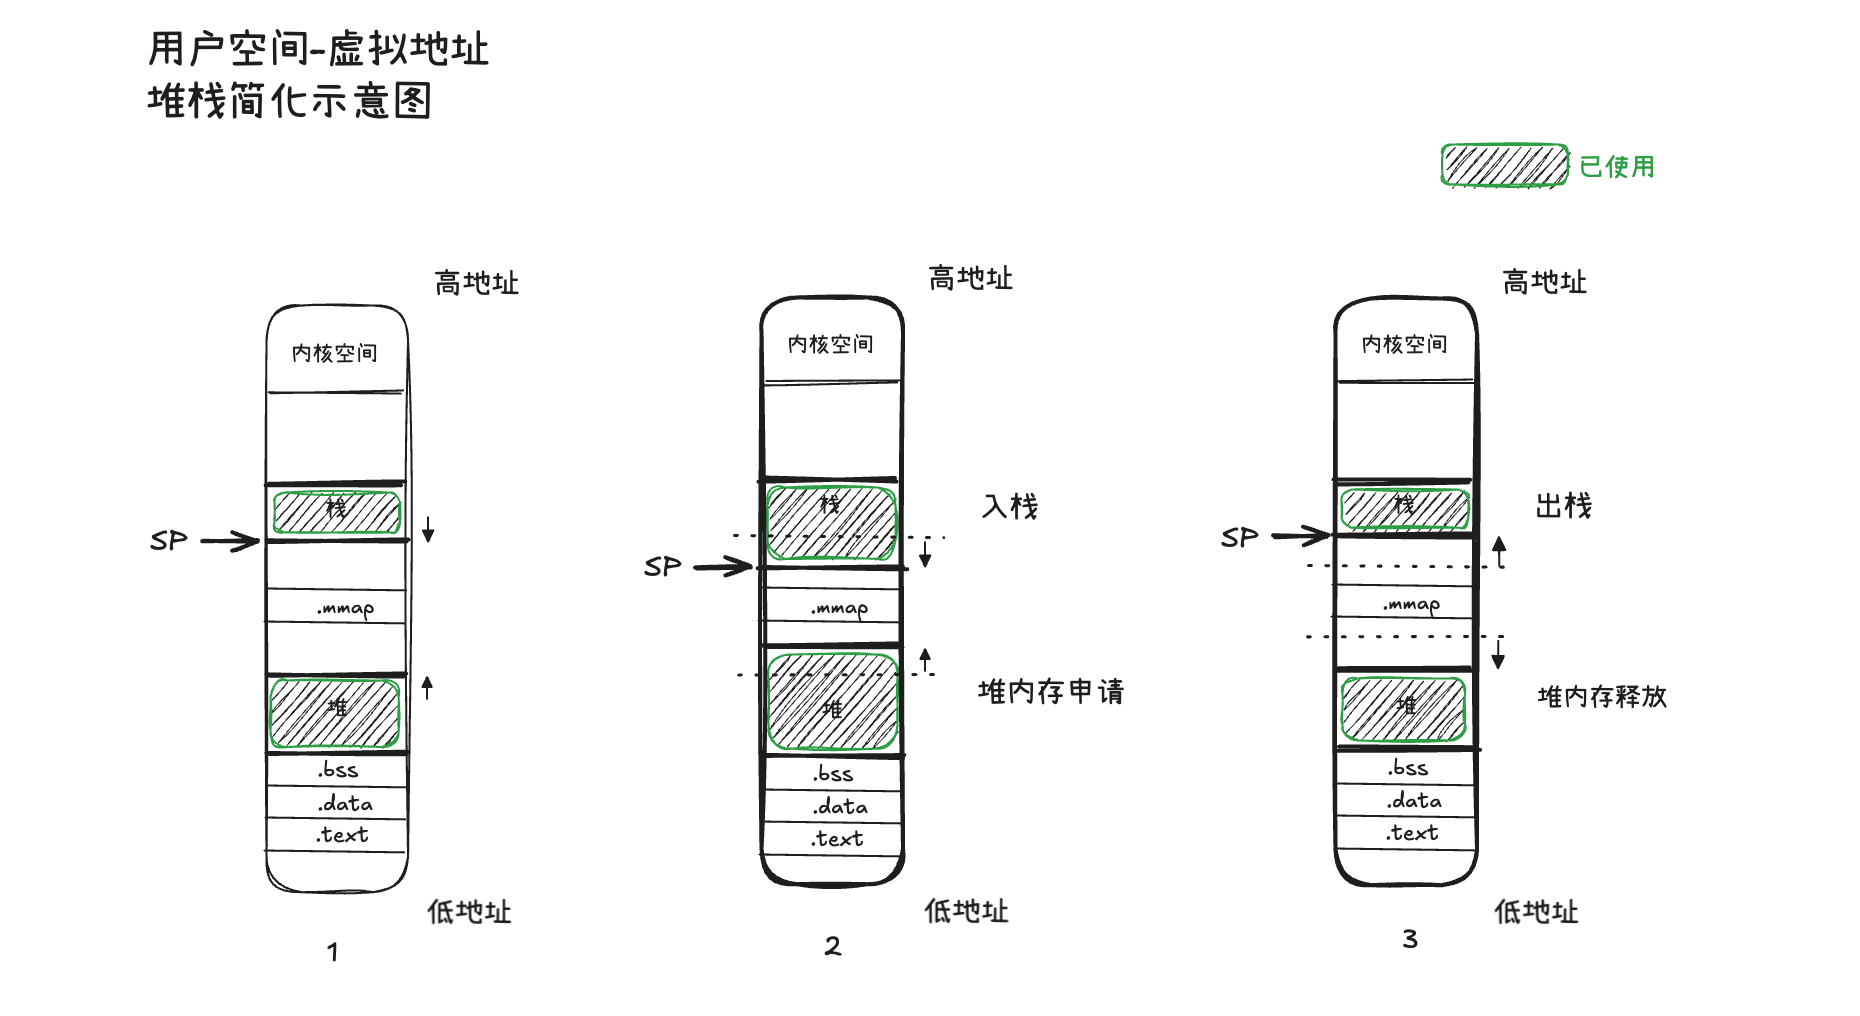 用户空间-虚拟地址
堆栈简化示意图
已使用
高地址
内核空间
栈
SP
.mmap
堆
.bss
.data
.text
低地址
1
高地址
内核空间
栈
入栈
SP
.mmap
堆内存申请
堆
.bss
.data
.text
低地址
2
高地址
内核空间
栈
出栈
SP
.mmap
堆内存释放
堆
.bss
.data
.text
低地址
3